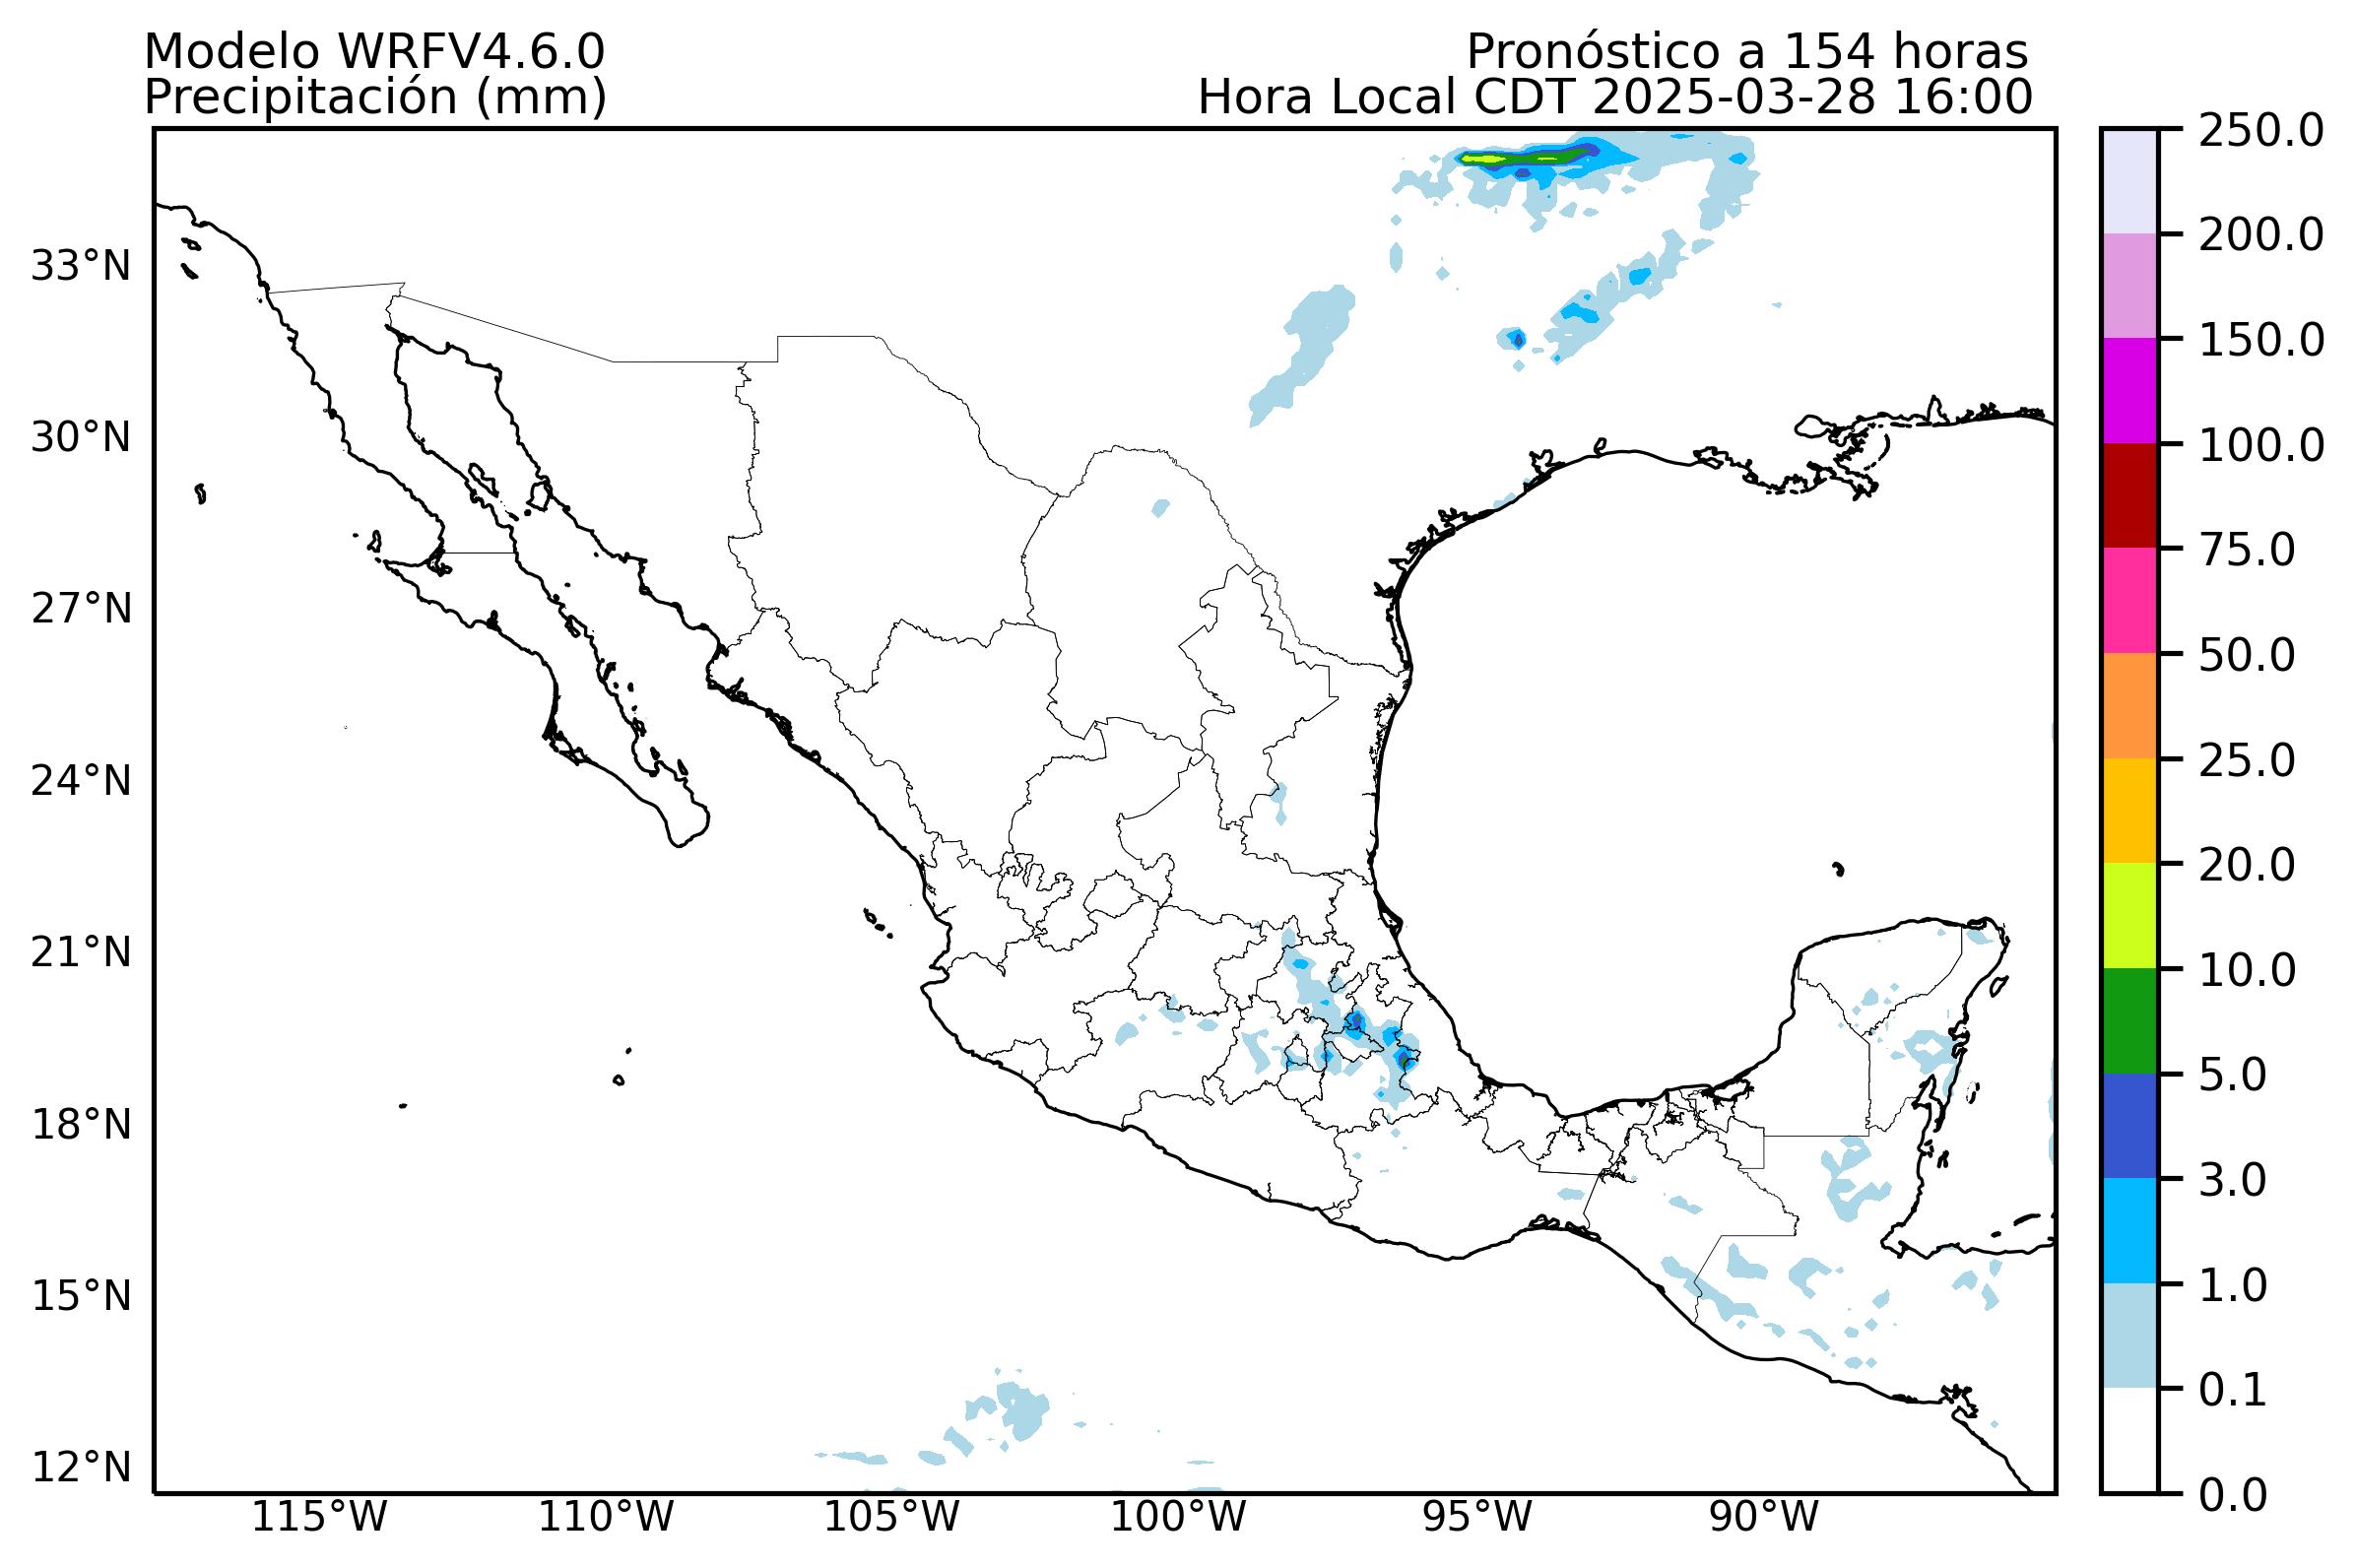 Modelo WRFV4.6.0
Precipitación (mm)
Pronóstico a 154 horas
Hora Local CDT 2025-03-28 16:00
33°N
30°N
27°N
24°N
21°N
18°N
15°N
12°N
115°W
110°W
105°W
100°W
95°W
90°W
250.0
200.0
150.0
100.0
75.0
50.0
25.0
20.0
10.0
5.0
3.0
1.0
0.1
0.0